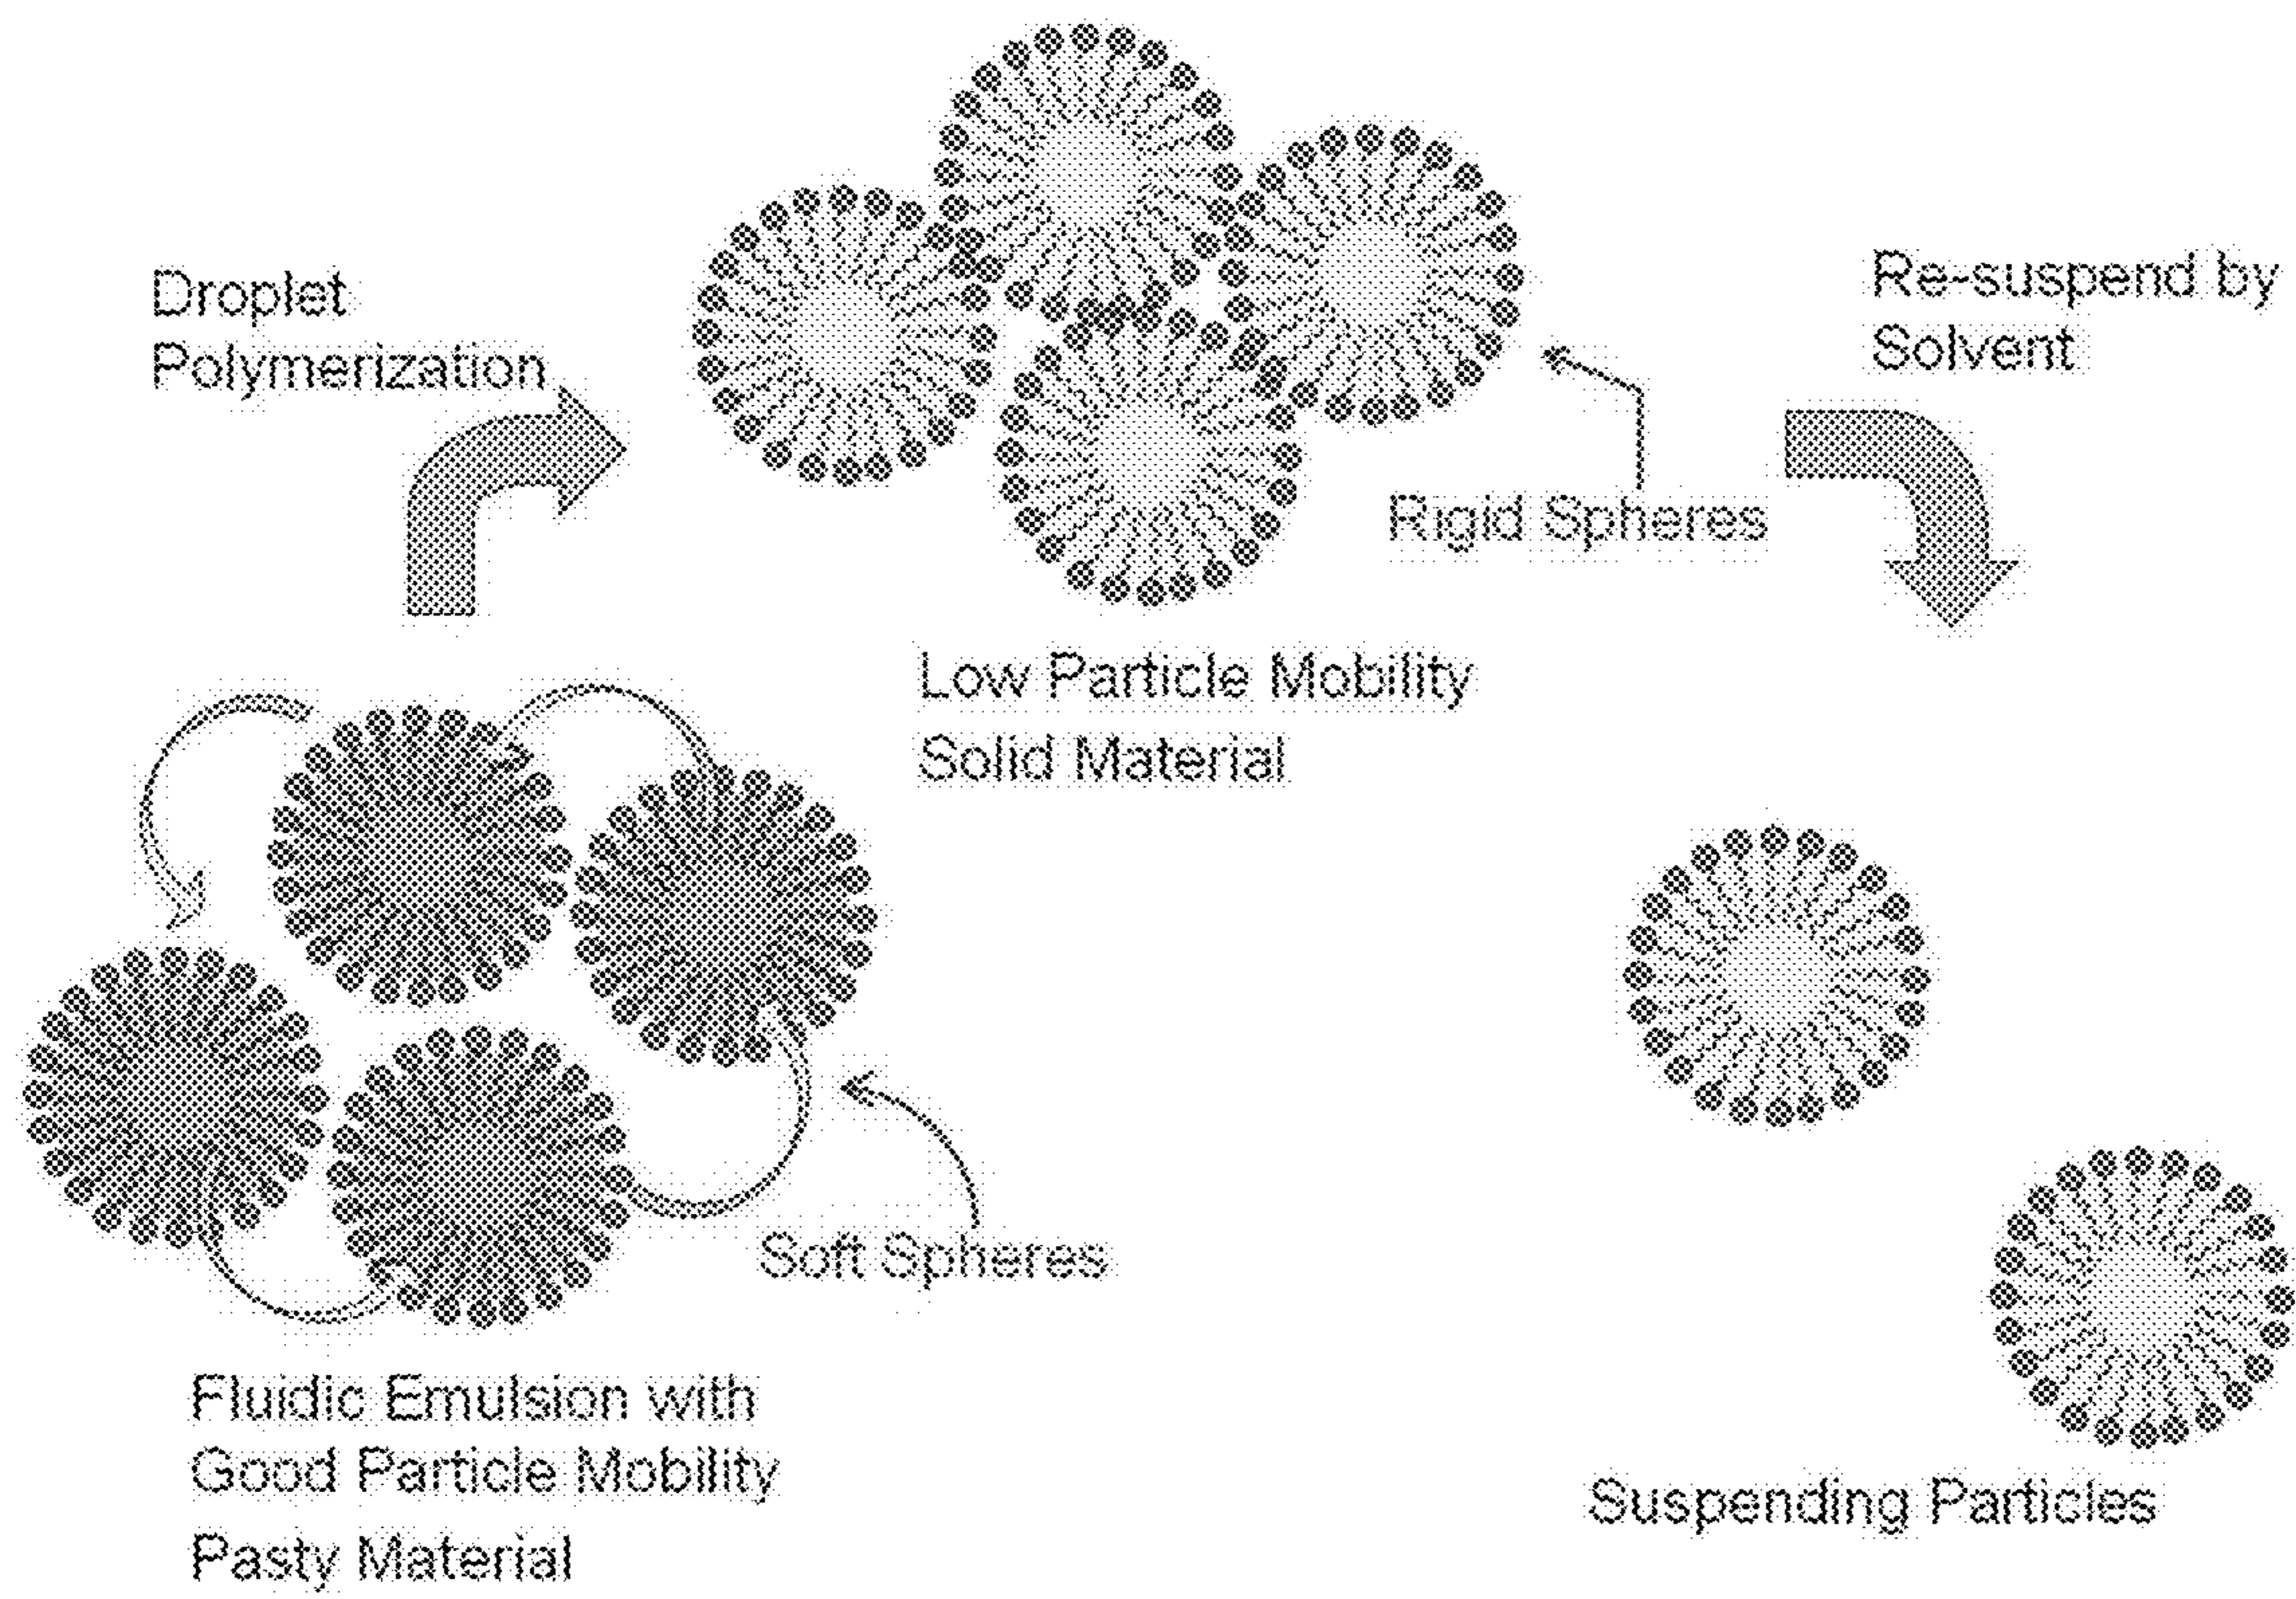 Droplet
Polymerization
Re-suspend by
Solvent
Rigid Spheres
Low Particle Mobility
Solid Material
Soft Spheres
Fluidic Emulsion with
Good Particle Mobility
Pasty Material
Suspending Particles